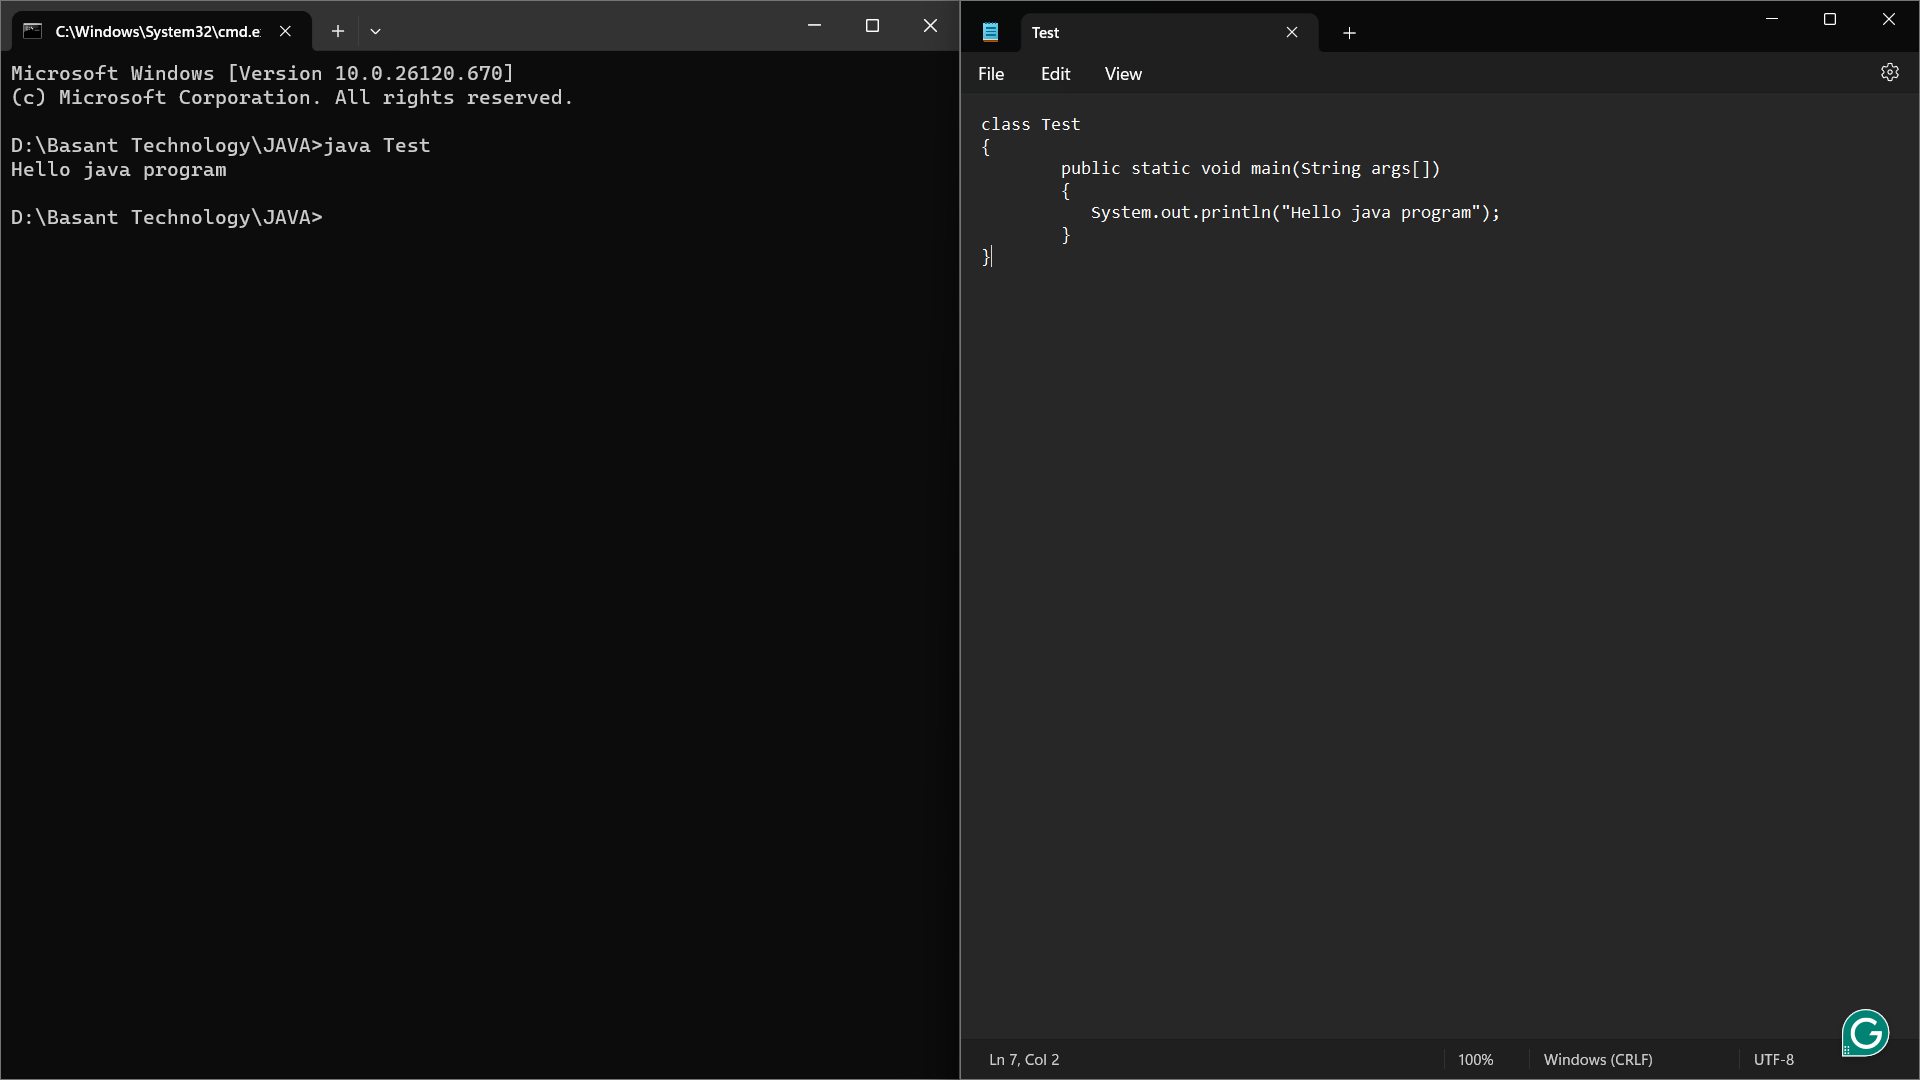 C:\Windows\System32\cmd.e
Microsoft Windows [Version 10.0.26120.670]
(c) Microsoft Corporation. All rights reserved.
D:\Basant Technology\JAVA>java Test
Hello java program
D:\Basant Technology\JAVA>
Test
File Edit View
class Test
{
public static void main(String args[])
{
System.out.println("Hello java program");
}
}
Ln 7, Col 2 100% Windows (CRLF) UTF-8
G